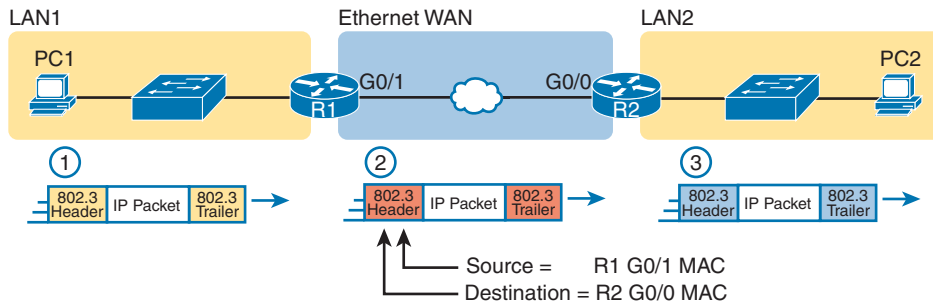 LAN1
Ethernet WAN
LAN2
PC1
G0/1
G0/0
PC2
R1
R2
1
2
3
802.3 Header
IP Packet
802.3 Trailer
802.3 Header
IP Packet
802.3 Trailer
802.3 Header
IP Packet
802.3 Trailer
Source = R1 G0/1 MAC
Destination = R2 G0/0 MAC